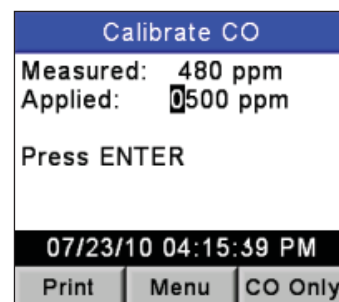 Calibrate CO
Measured: 480 ppm
Applied: 0500 ppm
Press ENTER
07/23/10 04:15:39 PM
Print Menu CO Only